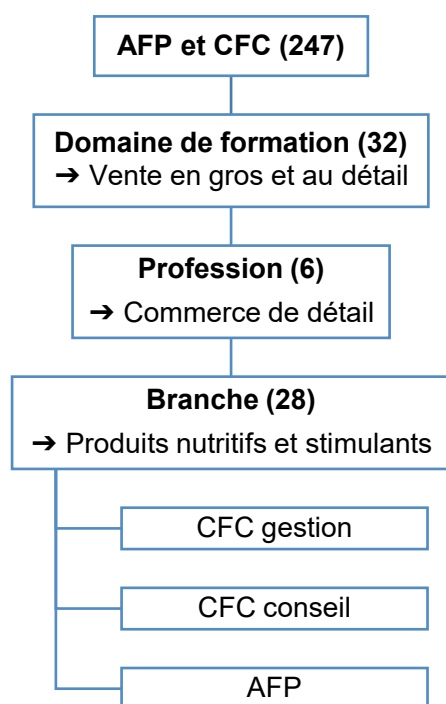 AFP et CFC (247)
Domaine de formation (32)
➔ Vente en gros et au détail
Profession (6)
➔ Commerce de détail
Branche (28)
➔ Produits nutritifs et stimulants
CFC gestion
CFC conseil
AFP